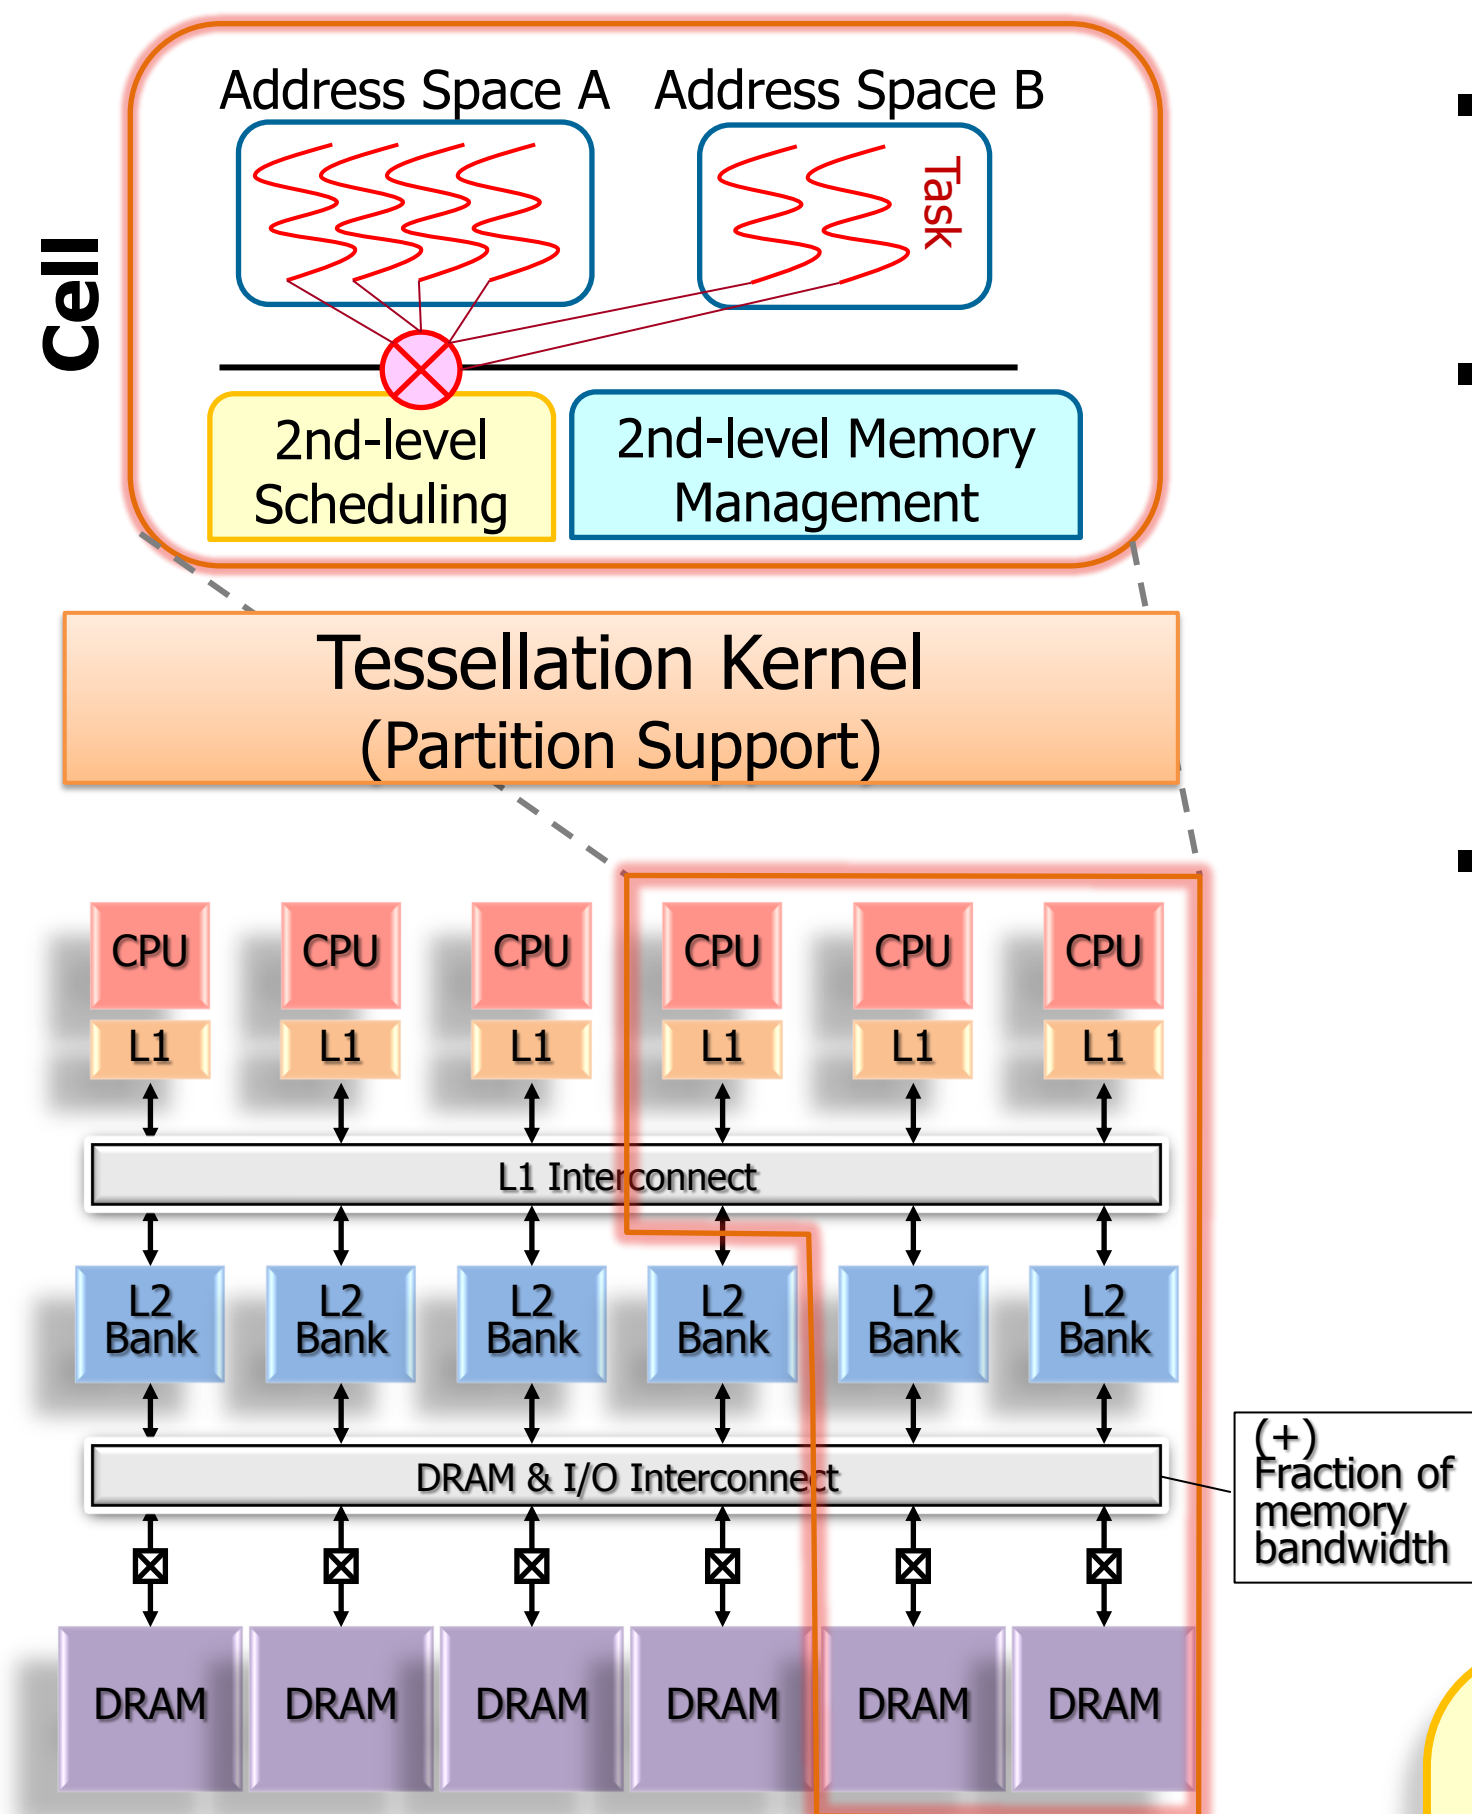 Address Space A
Address Space B
Task
Cell
2nd-level
Scheduling
2nd-level Memory
Management
Tessellation Kernel
(Partition Support)
CPU
CPU
CPU
CPU
CPU
CPU
L1
L1
L1
L1
L1
L1
L1 Interconnect
L2
Bank
L2
Bank
L2
Bank
L2
Bank
L2
Bank
L2
Bank
DRAM & I/O Interconnect
(+)
Fraction of
memory
bandwidth
DRAM
DRAM
DRAM
DRAM
DRAM
DRAM